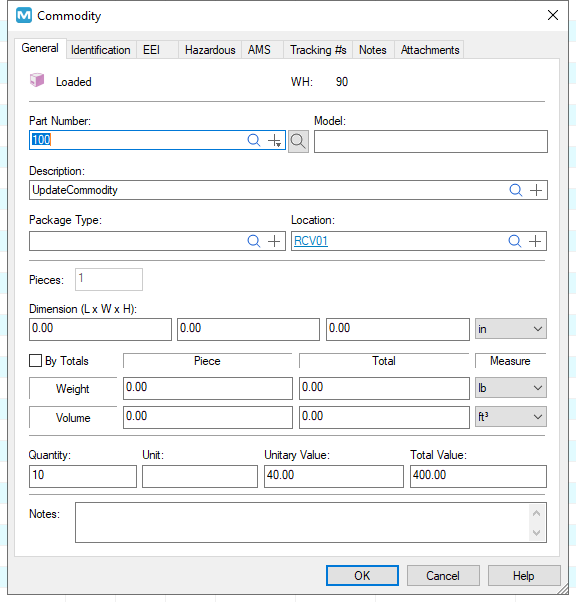 Commodity
General Identification EEI Hazardous AMS Tracking #s Notes Attachments
Loaded WH: 90
Part Number: Model:
100
Description:
UpdateCommodity
Package Type: Location:
RCV01
Pieces: 1
Dimension (L x W x H):
0.00 0.00 0.00 in
By Totals Piece Total Measure
Weight 0.00 0.00 lb
Volume 0.00 0.00 ft³
Quantity: Unit: Unitary Value: Total Value:
10 40.00 400.00
Notes:
OK Cancel Help